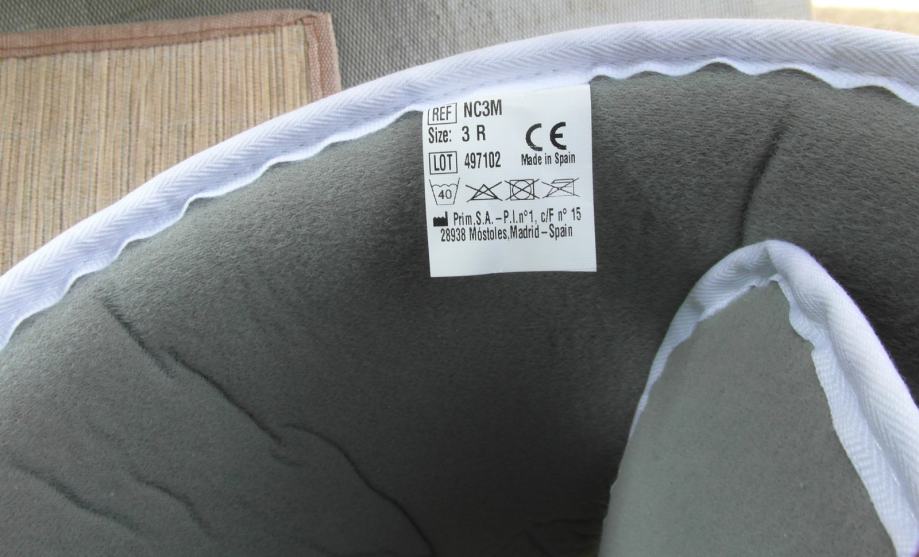 REF NC3M
Size: 3 R
CE
LOT 497102
Made in Spain
40
Prim,S.A.-P.I.nº1, c/F nº 15
28938 Móstoles,Madrid-Spain